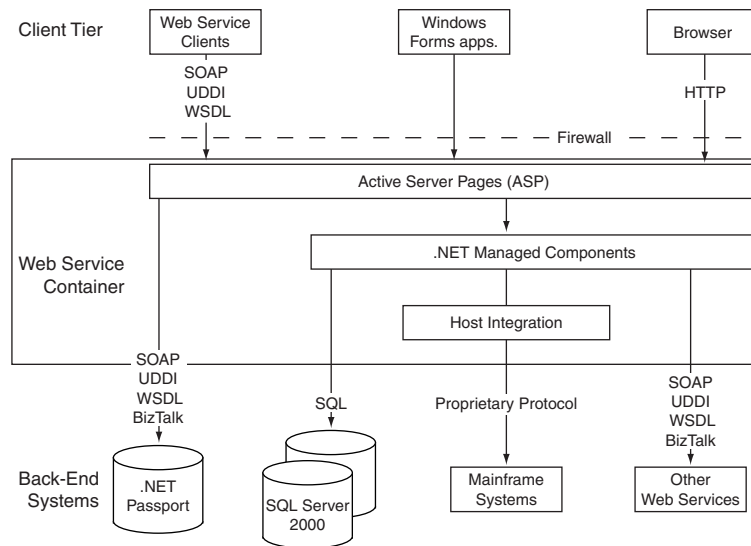 Client Tier
Web Service
Clients
Windows
Forms apps.
Browser
SOAP
UDDI
WSDL
HTTP
Firewall
Active Server Pages (ASP)
.NET Managed Components
Web Service
Container
Host Integration
SOAP
UDDI
WSDL
BizTalk
SQL
Proprietary Protocol
SOAP
UDDI
WSDL
BizTalk
Back-End
Systems
.NET
Passport
SQL Server
2000
Mainframe
Systems
Other
Web Services